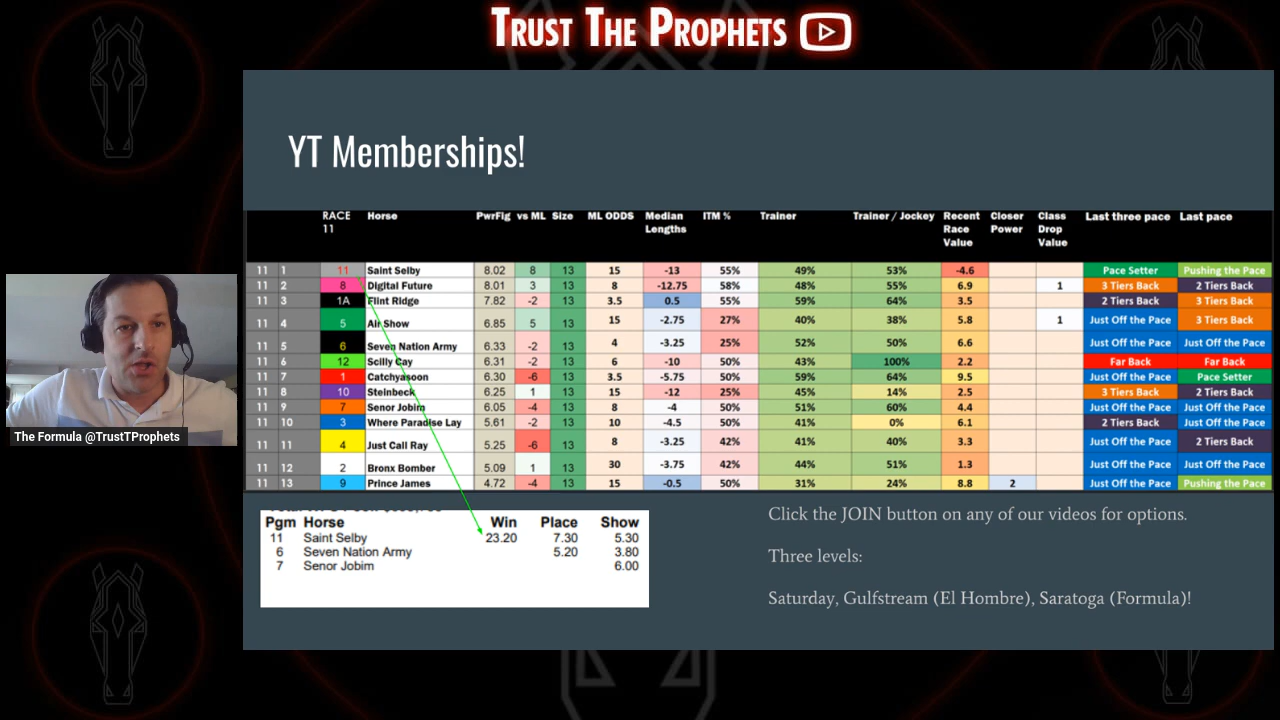 TRUST THE PROPHETS
YT Memberships!
RACE 11 Horse PwrFig vs ML Size ML ODDS Median Lengths ITM % Trainer Trainer / Jockey Recent Race Value Closer Power Class Drop Value Last three pace Last pace
11 1 11 Saint Selby 8.02 8 13 15 -13 55% 49% 53% -4.6 Pace Setter Pushing the Pace
11 2 8 Digital Future 8.01 3 13 8 -12.75 58% 48% 55% 6.9 1 3 Tiers Back 2 Tiers Back
11 3 1A Flint Ridge 7.82 -2 13 3.5 0.5 55% 59% 64% 3.5 2 Tiers Back 3 Tiers Back
11 4 5 Air Show 6.85 5 13 15 -2.75 27% 40% 38% 5.8 1 Just Off the Pace 3 Tiers Back
11 5 6 Seven Nation Army 6.33 -2 13 4 -3.25 25% 52% 50% 6.6 Just Off the Pace Just Off the Pace
11 6 12 Scilly Cay 6.31 -2 13 6 -10 50% 43% 100% 2.2 Far Back Far Back
11 7 1 Catchyasoon 6.30 -6 13 3.5 -5.75 50% 59% 64% 9.5 Just Off the Pace Pace Setter
11 8 10 Steinbeck 6.25 1 13 15 -12 25% 45% 14% 2.5 3 Tiers Back 2 Tiers Back
11 9 7 Senor Jobim 6.05 -4 13 8 -4 50% 51% 60% 4.4 Just Off the Pace Just Off the Pace
11 10 3 Where Paradise Lay 5.61 -2 13 10 -4.5 50% 41% 0% 6.1 2 Tiers Back Just Off the Pace
11 11 4 Just Call Ray 5.25 -6 13 8 -3.25 42% 41% 40% 3.3 Just Off the Pace 2 Tiers Back
11 12 2 Bronx Bomber 5.09 1 13 30 -3.75 42% 44% 51% 1.3 Just Off the Pace Just Off the Pace
11 13 9 Prince James 4.72 -4 13 15 -0.5 50% 31% 24% 8.8 2 Just Off the Pace Pushing the Pace
The Formula @TrustTProphets
Pgm Horse Win Place Show
11 Saint Selby 23.20 7.30 5.30
6 Seven Nation Army 5.20 3.80
7 Senor Jobim 6.00
Click the JOIN button on any of our videos for options.
Three levels:
Saturday, Gulfstream (El Hombre), Saratoga (Formula)!